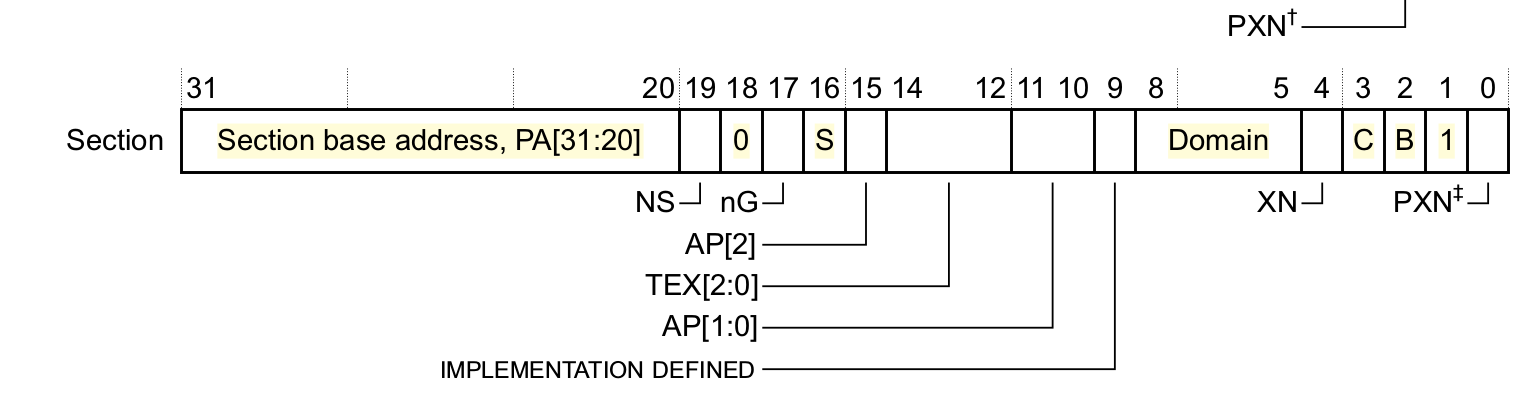 PXN†
31 20 19 18 17 16 15 14 12 11 10 9 8 5 4 3 2 1 0
Section Section base address, PA[31:20] 0 S Domain C B 1
NS nG XN PXN‡
AP[2]
TEX[2:0]
AP[1:0]
IMPLEMENTATION DEFINED